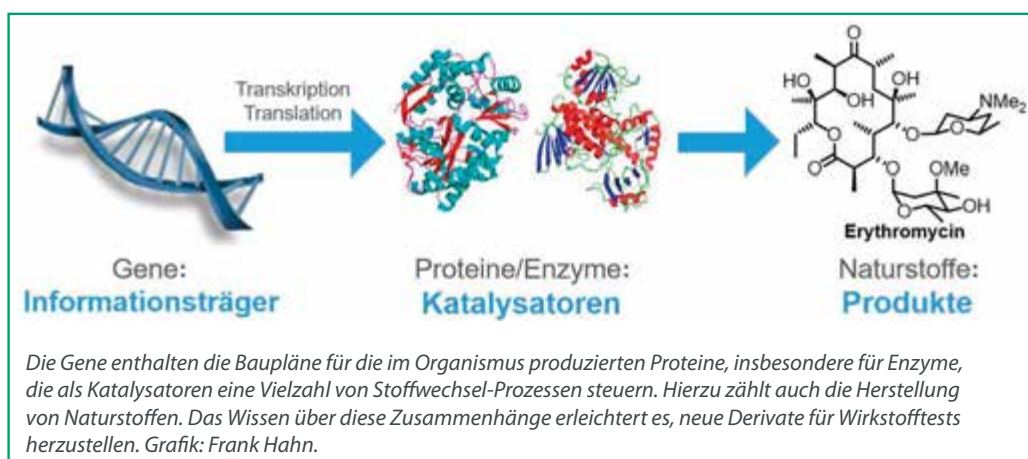 Transkription
Translation
O
HO
OH
HO
NMe2
O
O
O
O
O
OMe
O
OH
Erythromycin
Gene:
Informationsträger
Proteine/Enzyme:
Katalysatoren
Naturstoffe:
Produkte
Die Gene enthalten die Baupläne für die im Organismus produzierten Proteine, insbesondere für Enzyme,
die als Katalysatoren eine Vielzahl von Stoffwechsel-Prozessen steuern. Hierzu zählt auch die Herstellung
von Naturstoffen. Das Wissen über diese Zusammenhänge erleichtert es, neue Derivate für Wirkstofftests
herzustellen. Grafik: Frank Hahn.